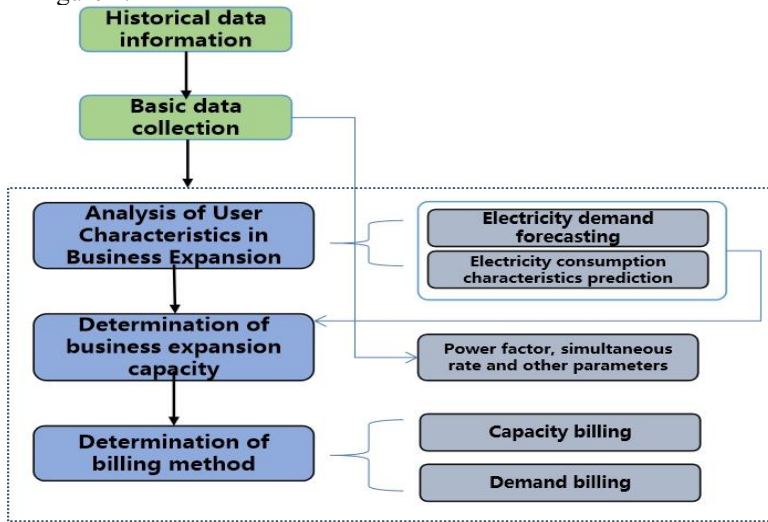 Historical data
information
Basic data
collection
Analysis of User
Characteristics in
Business Expansion
Electricity demand
forecasting
Electricity consumption
characteristics prediction
Determination of
business expansion
capacity
Power factor, simultaneous
rate and other parameters
Determination of
billing method
Capacity billing
Demand billing